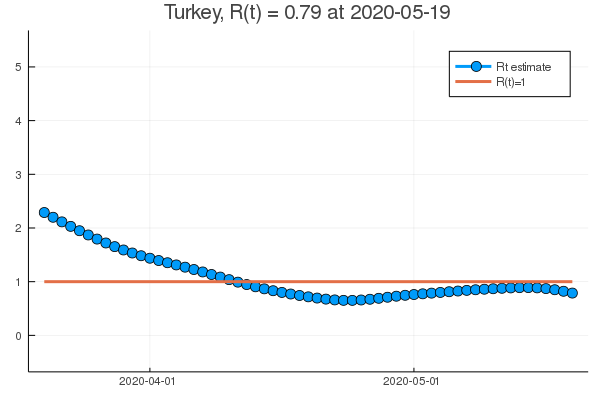 Turkey, R(t) = 0.79 at 2020-05-19
5
Rt estimate
R(t)=1
4
3
2
1
0
2020-04-01
2020-05-01